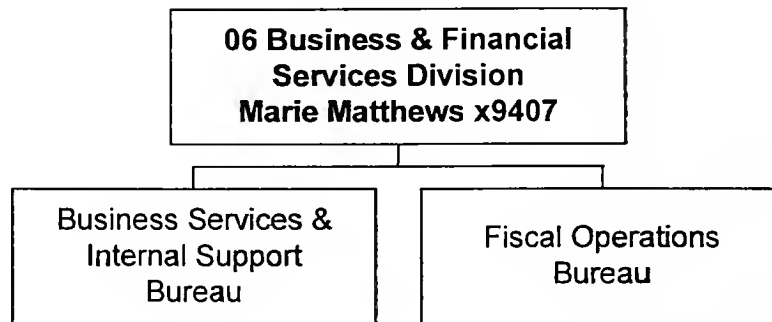 06 Business & Financial
Services Division
Marie Matthews x9407
Business Services &
Internal Support
Bureau
Fiscal Operations
Bureau